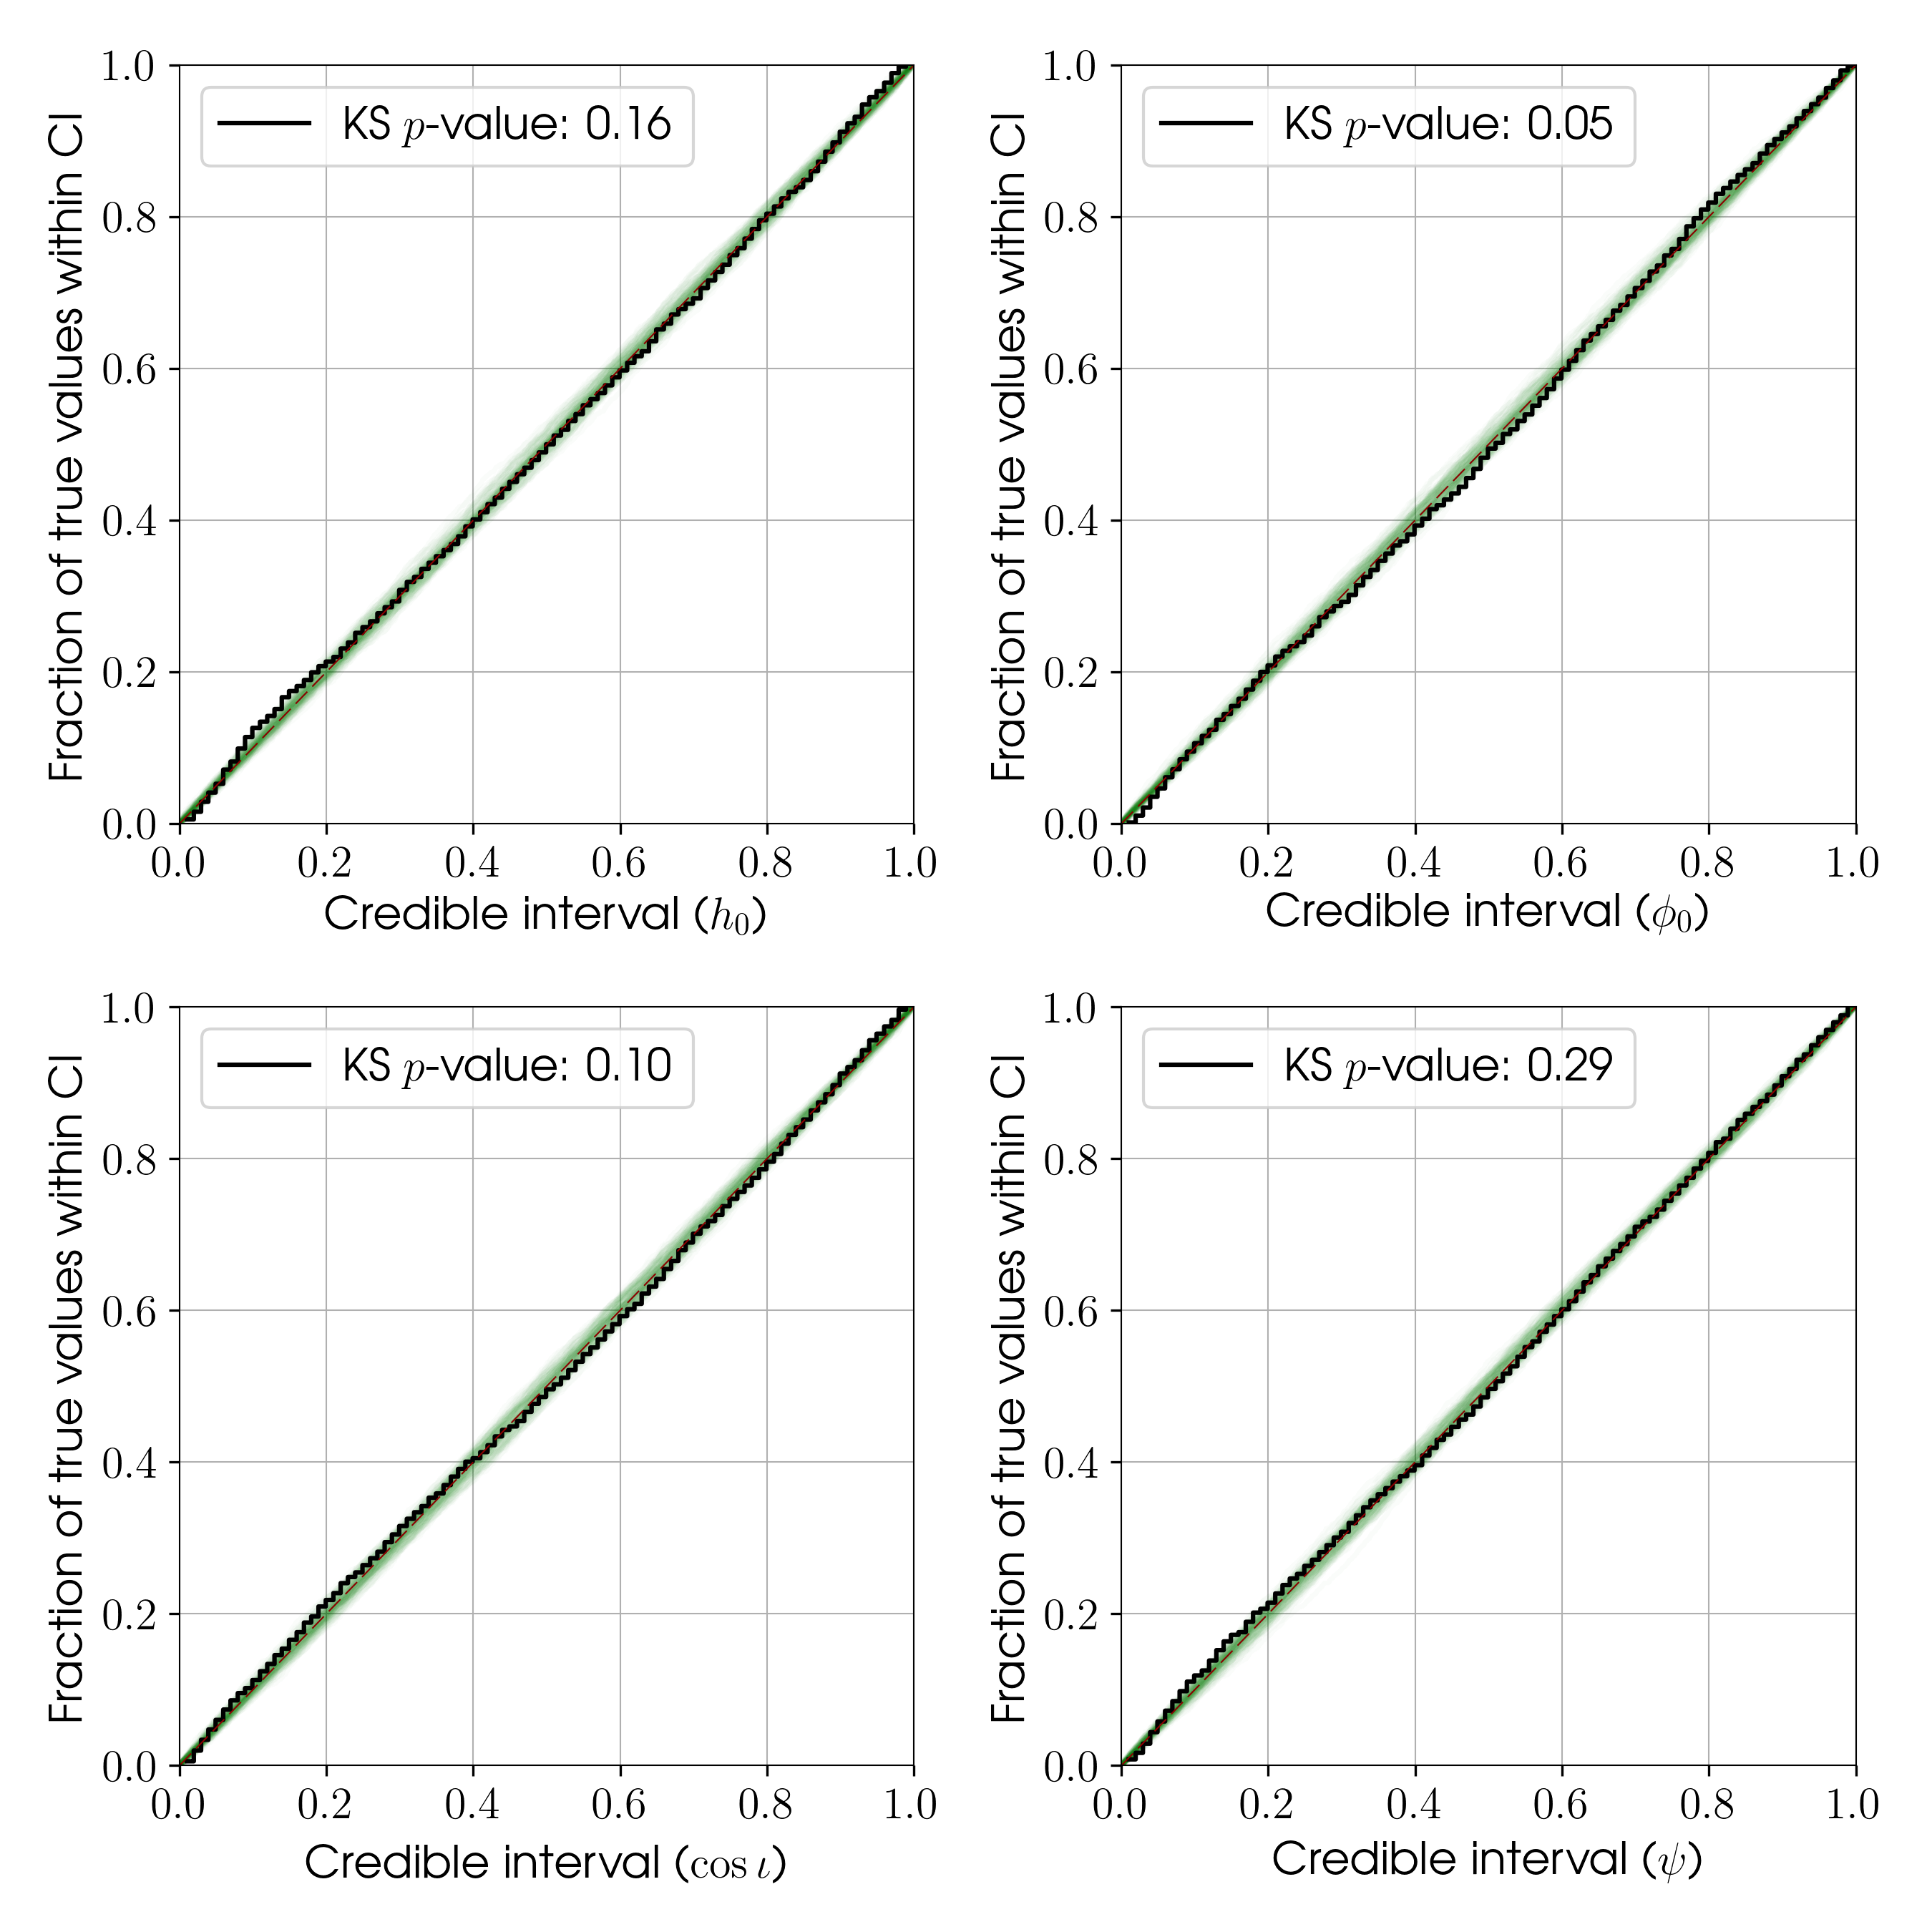 Fraction of true values within CI
1.0
0.8
0.6
0.4
0.2
0.0
KS p-value: 0.16
0.0 0.2 0.4 0.6 0.8 1.0
Credible interval (h₀)
Fraction of true values within CI
1.0
0.8
0.6
0.4
0.2
0.0
KS p-value: 0.05
0.0 0.2 0.4 0.6 0.8 1.0
Credible interval (ϕ₀)
Fraction of true values within CI
1.0
0.8
0.6
0.4
0.2
0.0
KS p-value: 0.10
0.0 0.2 0.4 0.6 0.8 1.0
Credible interval (cos ι)
Fraction of true values within CI
1.0
0.8
0.6
0.4
0.2
0.0
KS p-value: 0.29
0.0 0.2 0.4 0.6 0.8 1.0
Credible interval (ψ)